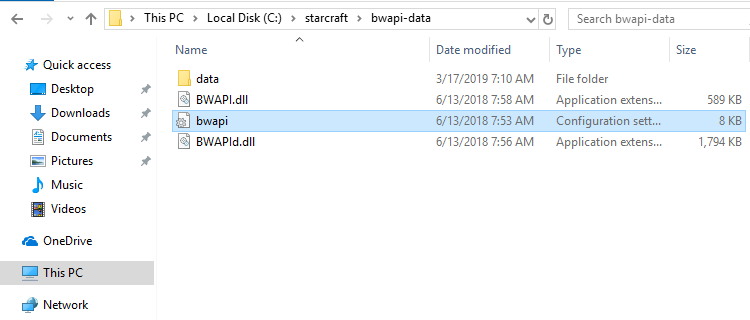 This PC > Local Disk (C:) > starcraft > bwapi-data
Search bwapi-data
Name Date modified Type Size
Quick access
Desktop
Downloads
Documents
Pictures
Music
Videos
OneDrive
This PC
Network
data 3/17/2019 7:10 AM File folder
BWAPI.dll 6/13/2018 7:58 AM Application extens... 589 KB
bwapi 6/13/2018 7:53 AM Configuration sett... 8 KB
BWAPId.dll 6/13/2018 7:56 AM Application extens... 1,794 KB